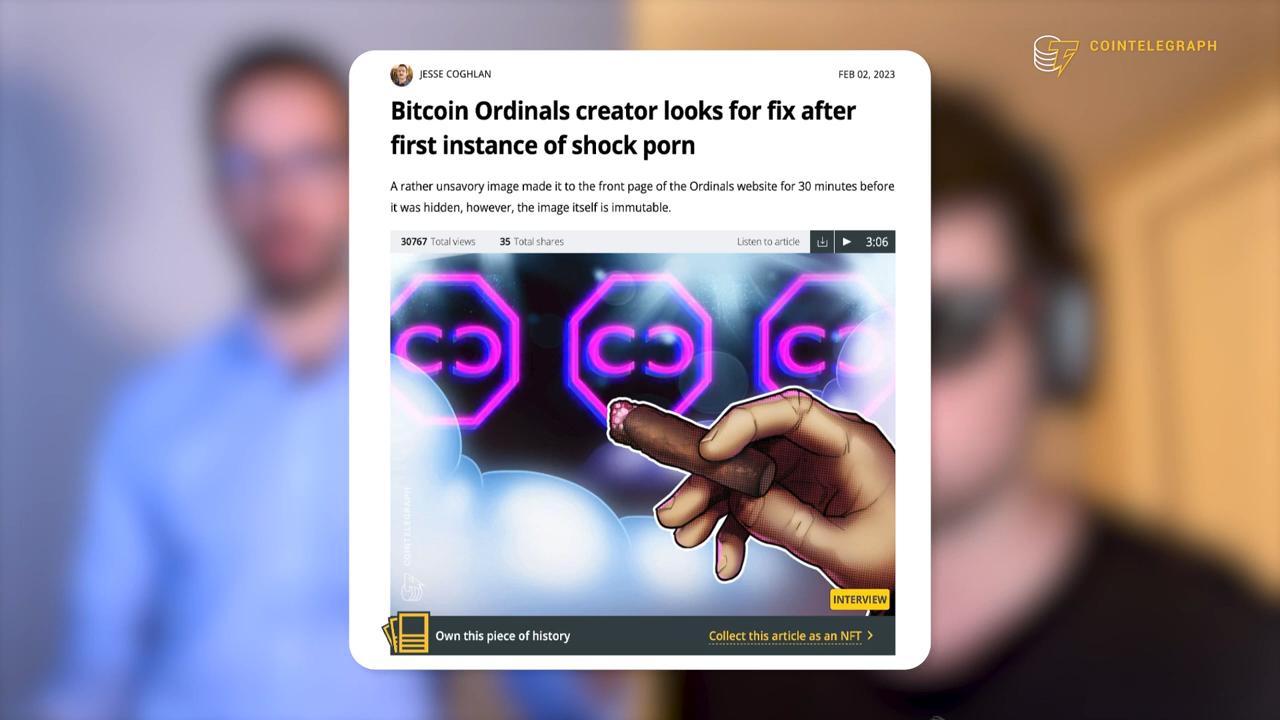 COINTELEGRAPH
JESSE COGHLAN
FEB 02, 2023
Bitcoin Ordinals creator looks for fix after
first instance of shock porn
A rather unsavory image made it to the front page of the Ordinals website for 30 minutes before
it was hidden, however, the image itself is immutable.
30767 Total views 35 Total shares Listen to article 3:06
COINTELEGRAPH
INTERVIEW
Own this piece of history Collect this article as an NFT